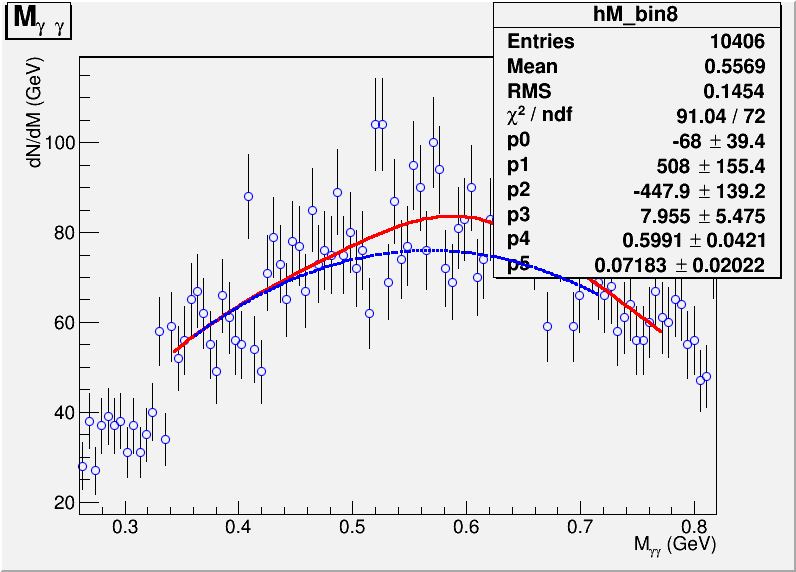 M_γ γ
hM_bin8
Entries 10406
Mean 0.5569
RMS 0.1454
χ² / ndf 91.04 / 72
p0 -68 ± 39.4
p1 508 ± 155.4
p2 -447.9 ± 139.2
p3 7.955 ± 5.475
p4 0.5991 ± 0.0421
p5 0.07183 ± 0.02022
dN/dM (GeV)
100
80
60
40
20
0.3 0.4 0.5 0.6 0.7 0.8
M_γγ (GeV)